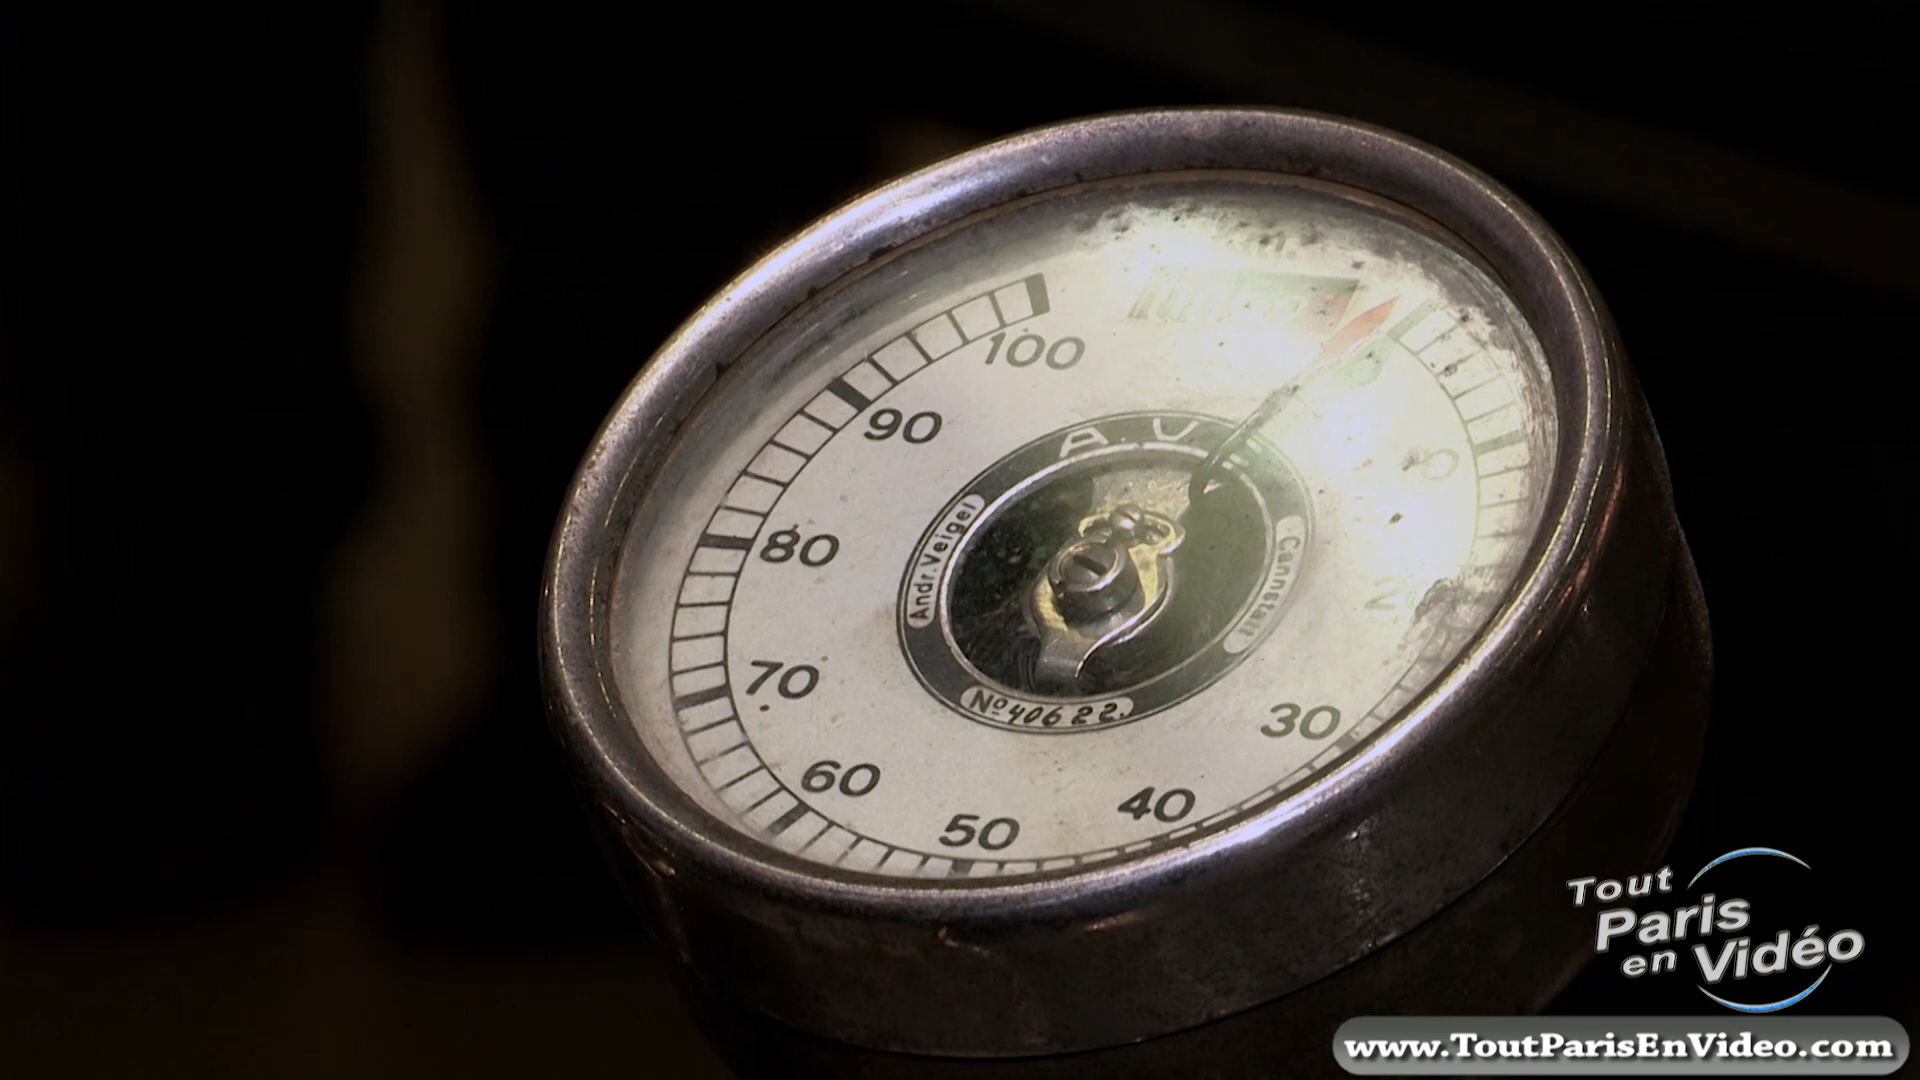 100
90
80
70
60
50
40
30
0
A.V.
Andr. Veigel
Cannstatt
Nº 40622.
Tout
Paris
en Vidéo
www.ToutParisEnVideo.com